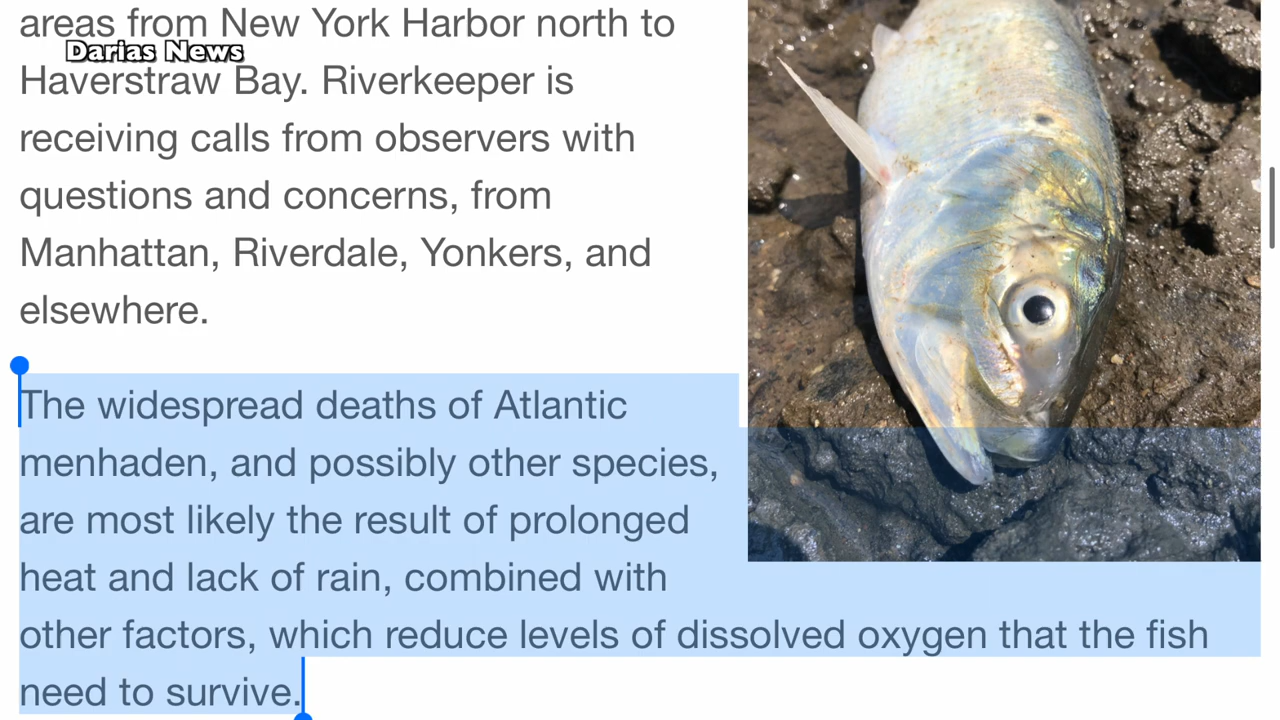 areas from New York Harbor north to
Darias News
Haverstraw Bay. Riverkeeper is
receiving calls from observers with
questions and concerns, from
Manhattan, Riverdale, Yonkers, and
elsewhere.
The widespread deaths of Atlantic
menhaden, and possibly other species,
are most likely the result of prolonged
heat and lack of rain, combined with
other factors, which reduce levels of dissolved oxygen that the fish
need to survive.